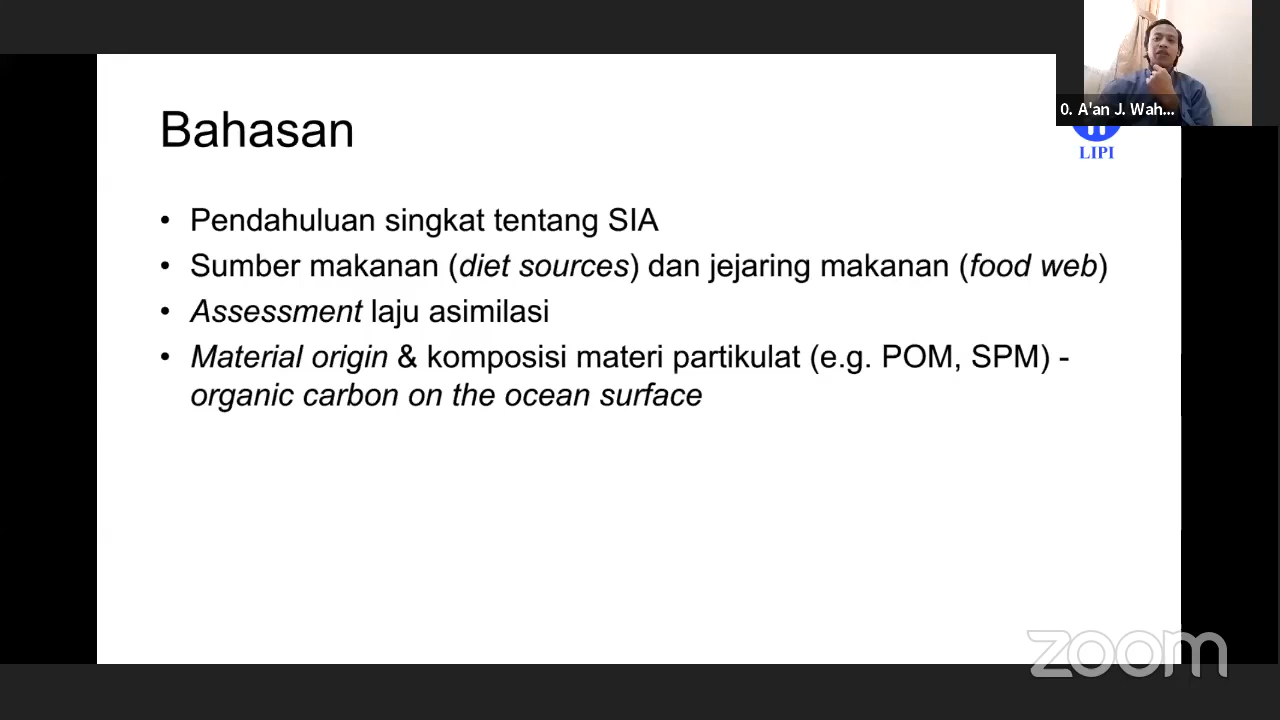 0. A'an J. Wah...
LIPI
Bahasan
• Pendahuluan singkat tentang SIA
• Sumber makanan (diet sources) dan jejaring makanan (food web)
• Assessment laju asimilasi
• Material origin & komposisi materi partikulat (e.g. POM, SPM) -
organic carbon on the ocean surface
zoom